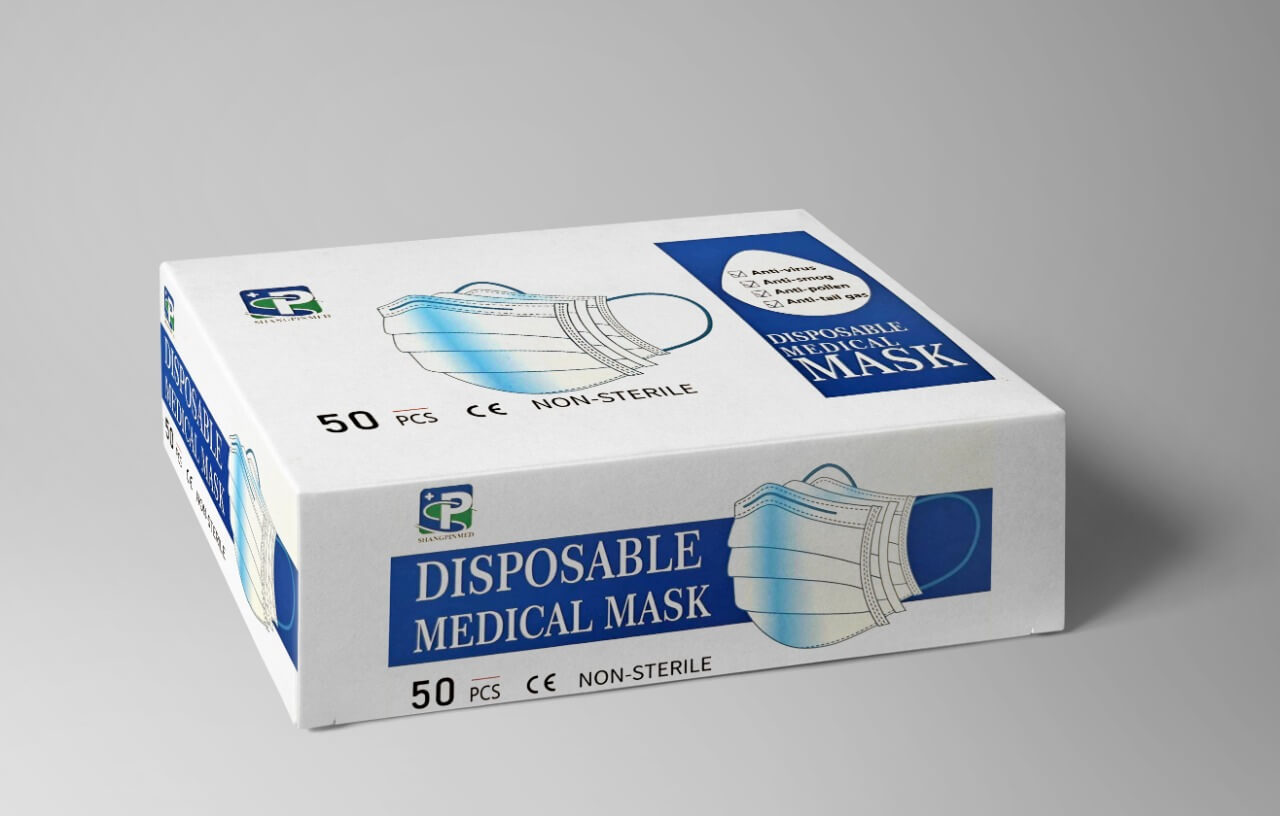 SHANGPINMED
50 PCS CE NON-STERILE
Anti-virus
Anti-smog
Anti-pollen
Anti-tail gas
DISPOSABLE
MEDICAL
MASK
DISPOSABLE
MEDICAL MASK
50 PCS CE NON-STERILE
SHANGPINMED
DISPOSABLE
MEDICAL MASK
50 PCS CE NON-STERILE